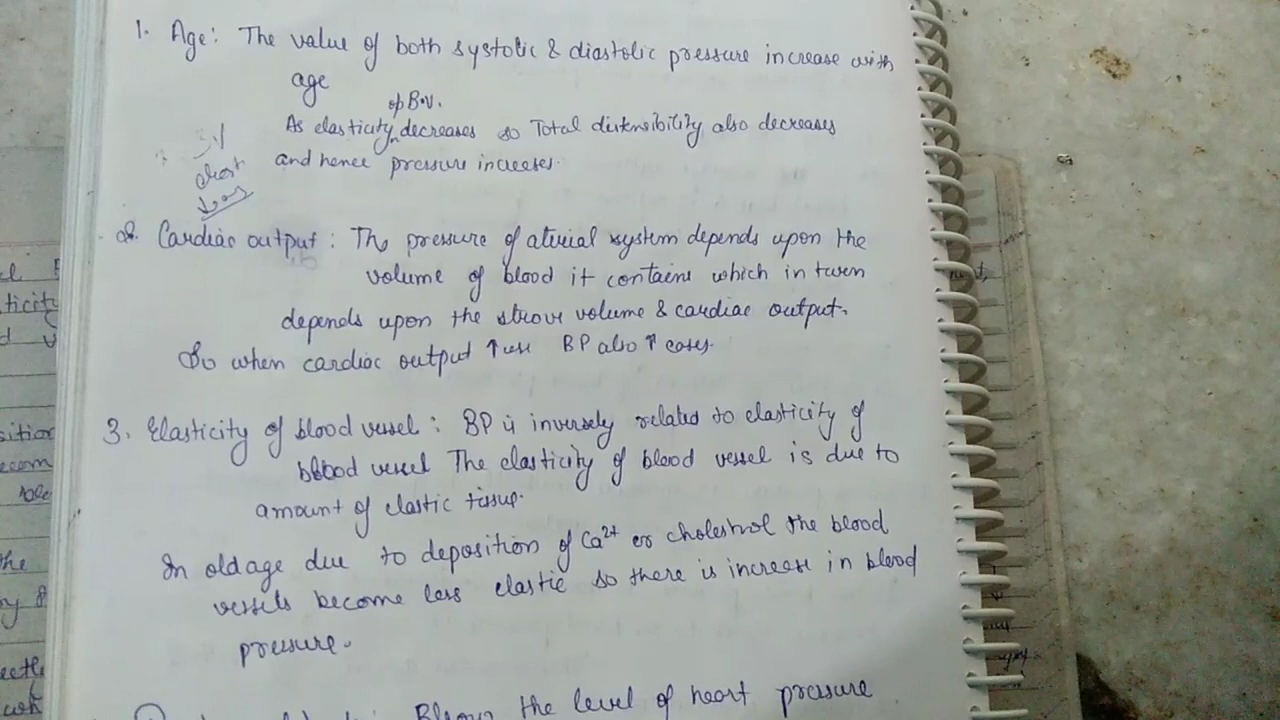 1. Age: The value of both systolic & diastolic pressure increase with
age
of B.V.
As elasticity decreases so Total distensibility also decreases
and hence pressure increases.
2. Cardiac output: The pressure of aterial system depends upon the
volume of blood it contains which in turn
depends upon the strove volume & cardiac output.
So when cardiac output ↑ses BP also ↑eases.
3. Elasticity of blood vessel: BP is inversely related to elasticity of
blood vessel The elasticity of blood vessel is due to
amount of elastic tissue.
In old age due to deposition of Ca²⁺ or cholestrol the blood
vessels become less elastic so there is increase in blood
pressure.
the level of heart pressure